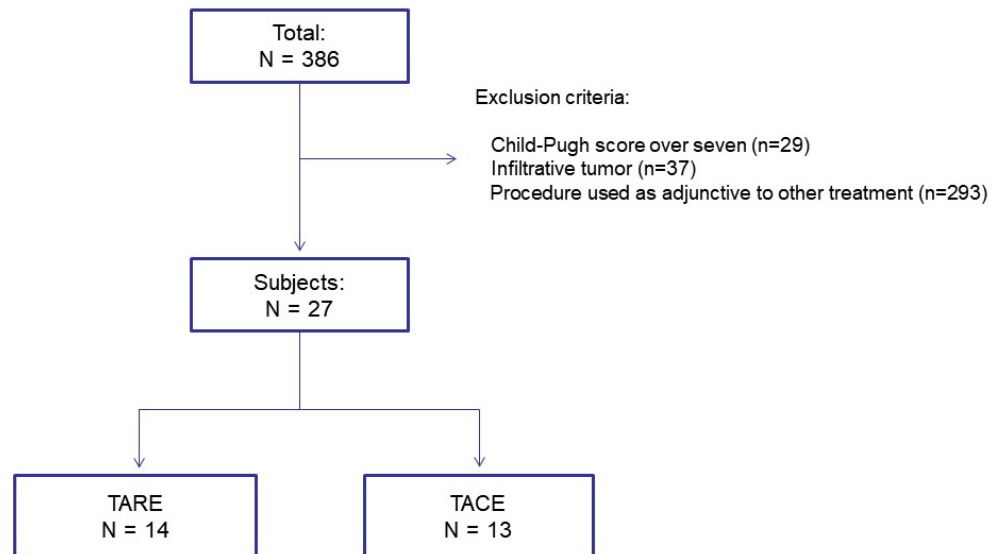 Total:
N = 386
Exclusion criteria:
Child-Pugh score over seven (n=29)
Infiltrative tumor (n=37)
Procedure used as adjunctive to other treatment (n=293)
Subjects:
N = 27
TARE
N = 14
TACE
N = 13